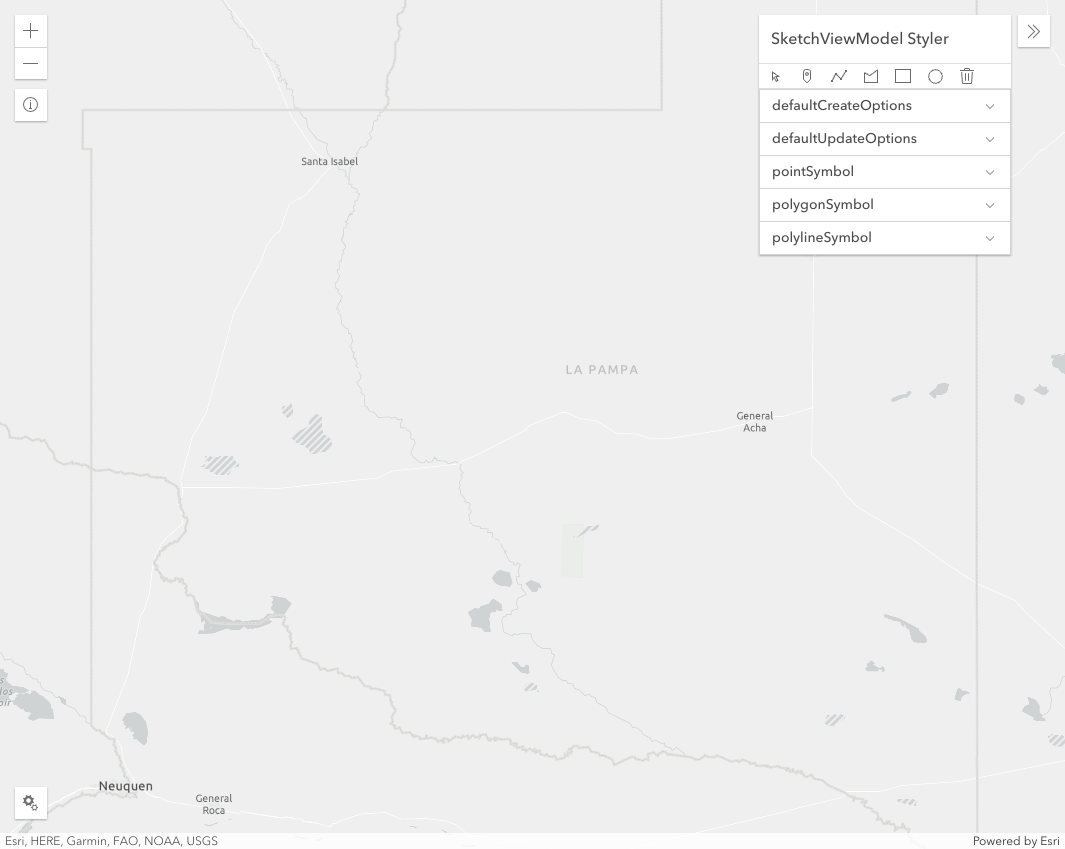 SketchViewModel Styler
defaultCreateOptions
defaultUpdateOptions
pointSymbol
polygonSymbol
polylineSymbol
Santa Isabel
LA PAMPA
General
Acha
Neuquen
General
Roca
Esri, HERE, Garmin, FAO, NOAA, USGS
Powered by Esri